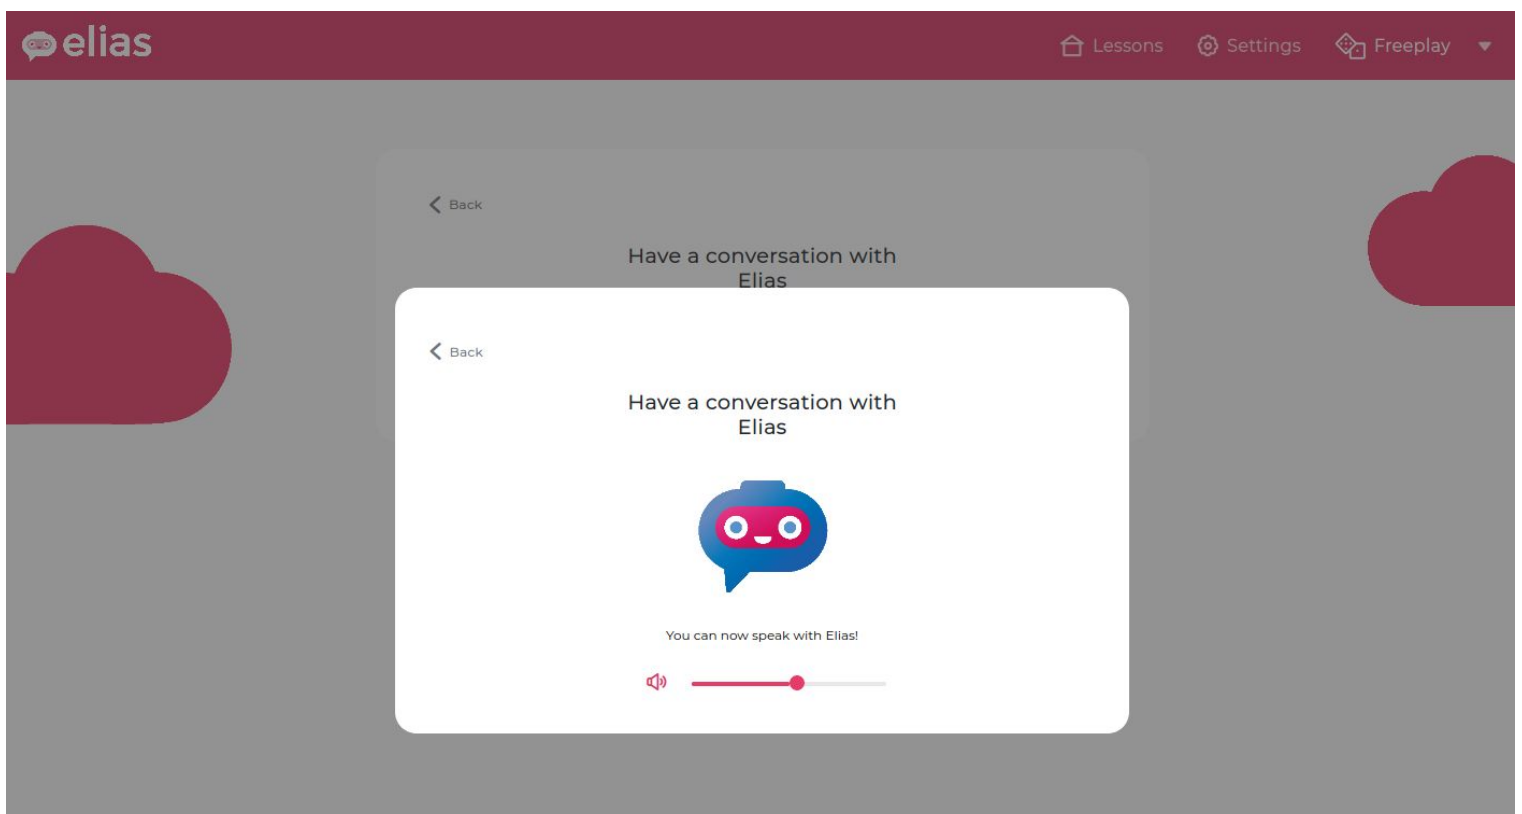 elias
Lessons
Settings
Freeplay
Back
Have a conversation with
Elias
Back
Have a conversation with
Elias
You can now speak with Elias!